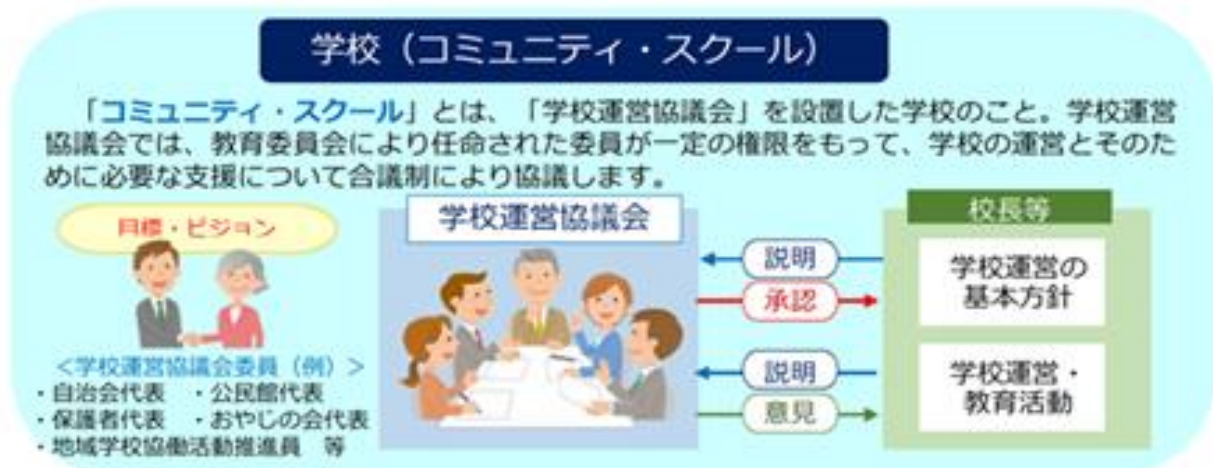 学校（コミュニティ・スクール）
「コミュニティ・スクール」とは、「学校運営協議会」を設置した学校のこと。学校運営
協議会では、教育委員会により任命された委員が一定の権限をもって、学校の運営とそのた
めに必要な支援について合議制により協議します。
目標・ビジョン
＜学校運営協議会委員（例）＞
・自治会代表　・公民館代表
・保護者代表　・おやじの会代表
・地域学校協働活動推進員　等
学校運営協議会
説明
承認
説明
意見
校長等
学校運営の
基本方針
学校運営・
教育活動